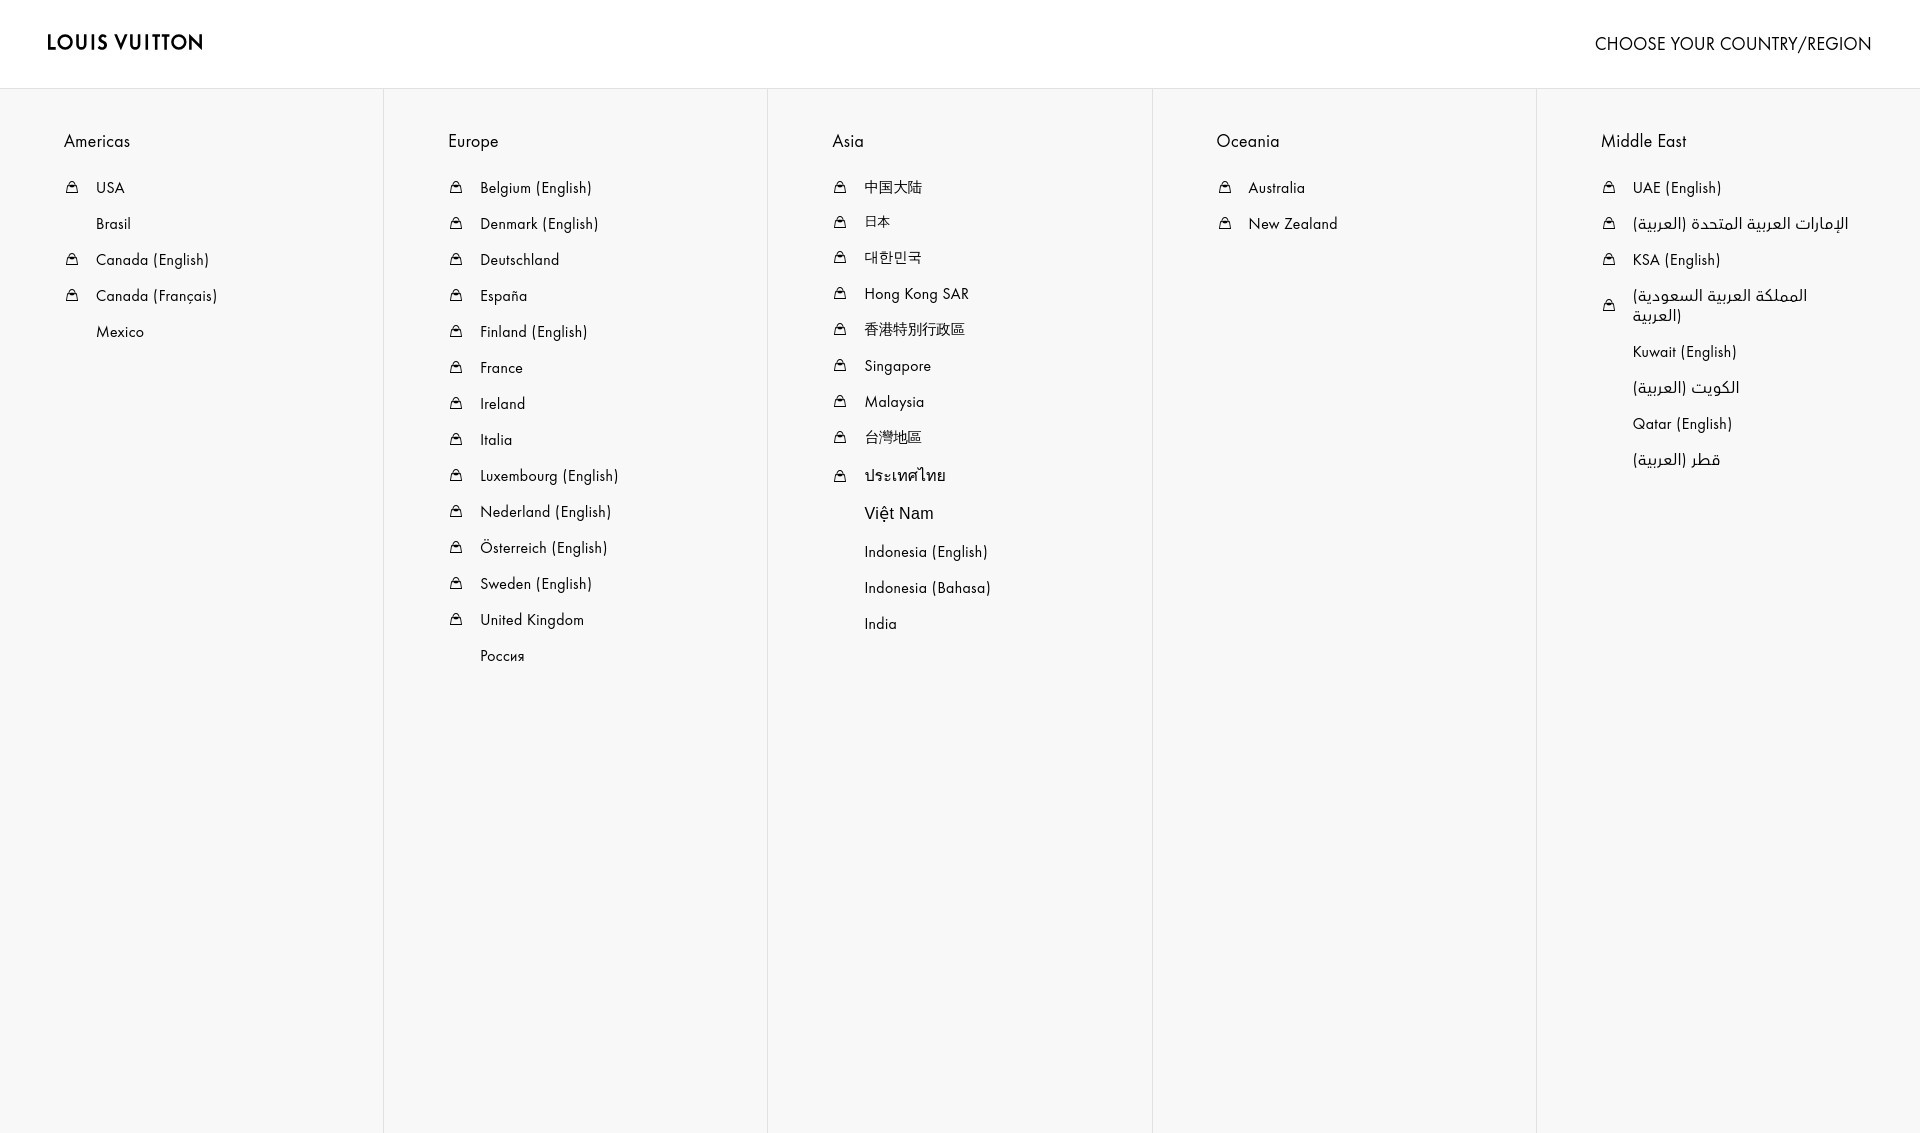 LOUIS VUITTON
CHOOSE YOUR COUNTRY/REGION
Americas
USA
Brasil
Canada (English)
Canada (Français)
Mexico
Europe
Belgium (English)
Denmark (English)
Deutschland
España
Finland (English)
France
Ireland
Italia
Luxembourg (English)
Nederland (English)
Österreich (English)
Sweden (English)
United Kingdom
Россия
Asia
中国大陆
日本
대한민국
Hong Kong SAR
香港特別行政區
Singapore
Malaysia
台灣地區
ประเทศไทย
Việt Nam
Indonesia (English)
Indonesia (Bahasa)
India
Oceania
Australia
New Zealand
Middle East
UAE (English)
الإمارات العربية المتحدة (العربية)
KSA (English)
المملكة العربية السعودية)
(العربية
Kuwait (English)
الكويت (العربية)
Qatar (English)
قطر (العربية)